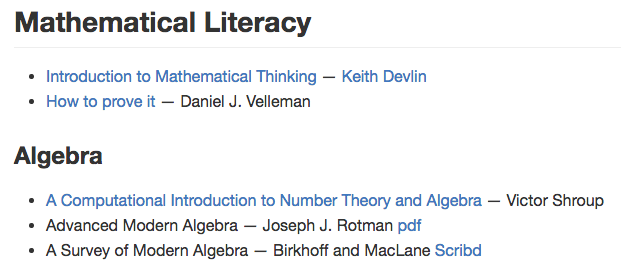 Mathematical Literacy
Introduction to Mathematical Thinking — Keith Devlin
How to prove it — Daniel J. Velleman
Algebra
A Computational Introduction to Number Theory and Algebra — Victor Shroup
Advanced Modern Algebra — Joseph J. Rotman pdf
A Survey of Modern Algebra — Birkhoff and MacLane Scribd